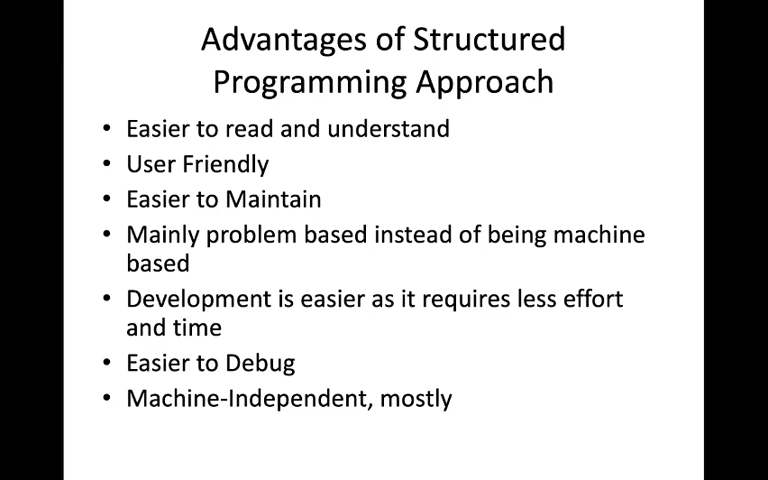 Advantages of Structured
Programming Approach
• Easier to read and understand
• User Friendly
• Easier to Maintain
• Mainly problem based instead of being machine
based
• Development is easier as it requires less effort
and time
• Easier to Debug
• Machine-Independent, mostly